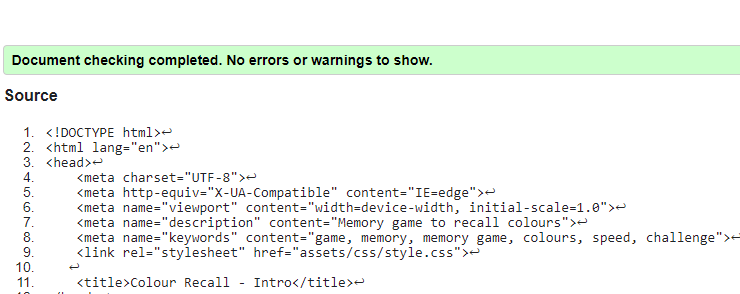 Document checking completed. No errors or warnings to show.
Source
1. <!DOCTYPE html>↩
2. <html lang="en">↩
3. <head>↩
4.     <meta charset="UTF-8">↩
5.     <meta http-equiv="X-UA-Compatible" content="IE=edge">↩
6.     <meta name="viewport" content="width=device-width, initial-scale=1.0">↩
7.     <meta name="description" content="Memory game to recall colours">↩
8.     <meta name="keywords" content="game, memory, memory game, colours, speed, challenge">↩
9.     <link rel="stylesheet" href="assets/css/style.css">↩
10.    ↩
11.    <title>Colour Recall - Intro</title>↩